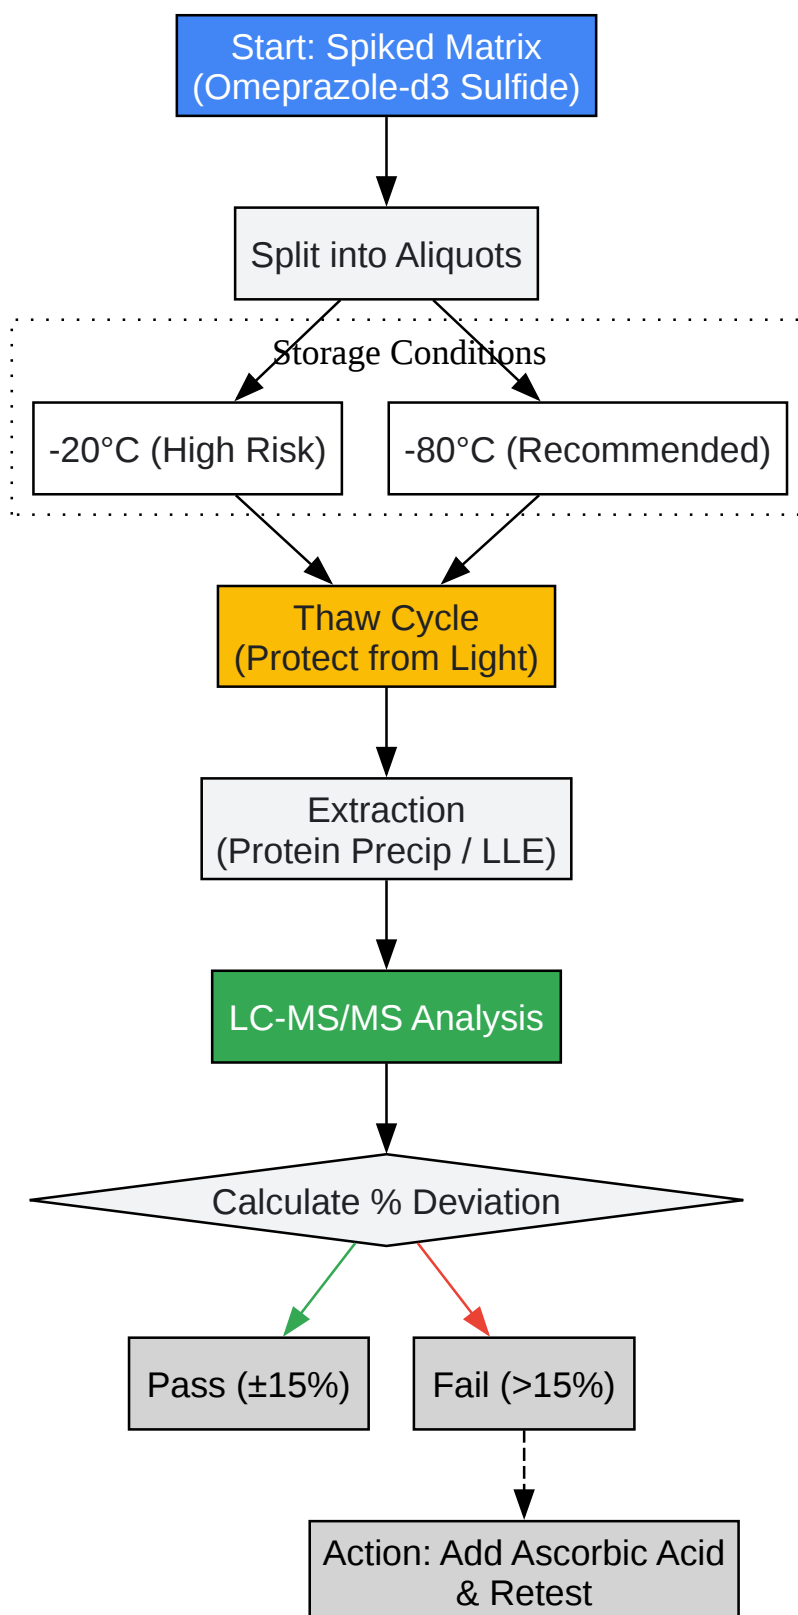 Start: Spiked Matrix
(Omeprazole-d3 Sulfide)
Split into Aliquots
Storage Conditions
-20°C (High Risk)
-80°C (Recommended)
Thaw Cycle
(Protect from Light)
Extraction
(Protein Precip / LLE)
LC-MS/MS Analysis
Calculate % Deviation
Pass (±15%)
Fail (>15%)
Action: Add Ascorbic Acid
& Retest